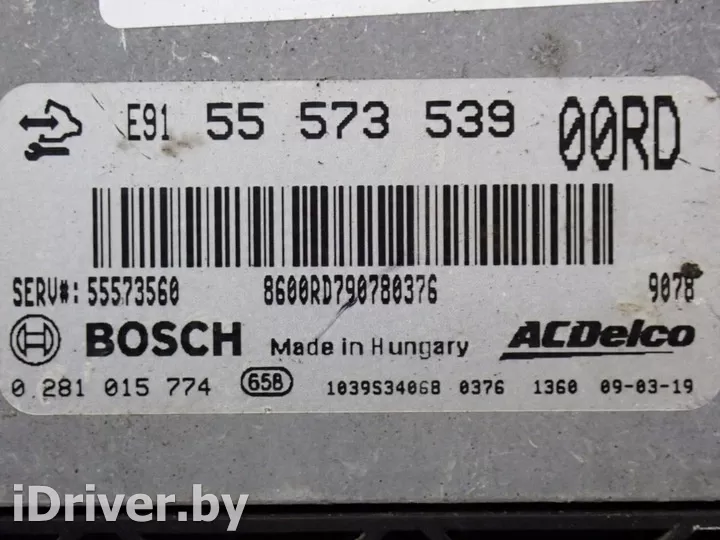 E91 55 573 539 00RD
SERV#: 55573560 8600RD790780376 9078
BOSCH Made in Hungary ACDelco
0 281 015 774 658 1039S34068 0376 1360 09-03-19
iDriver.by